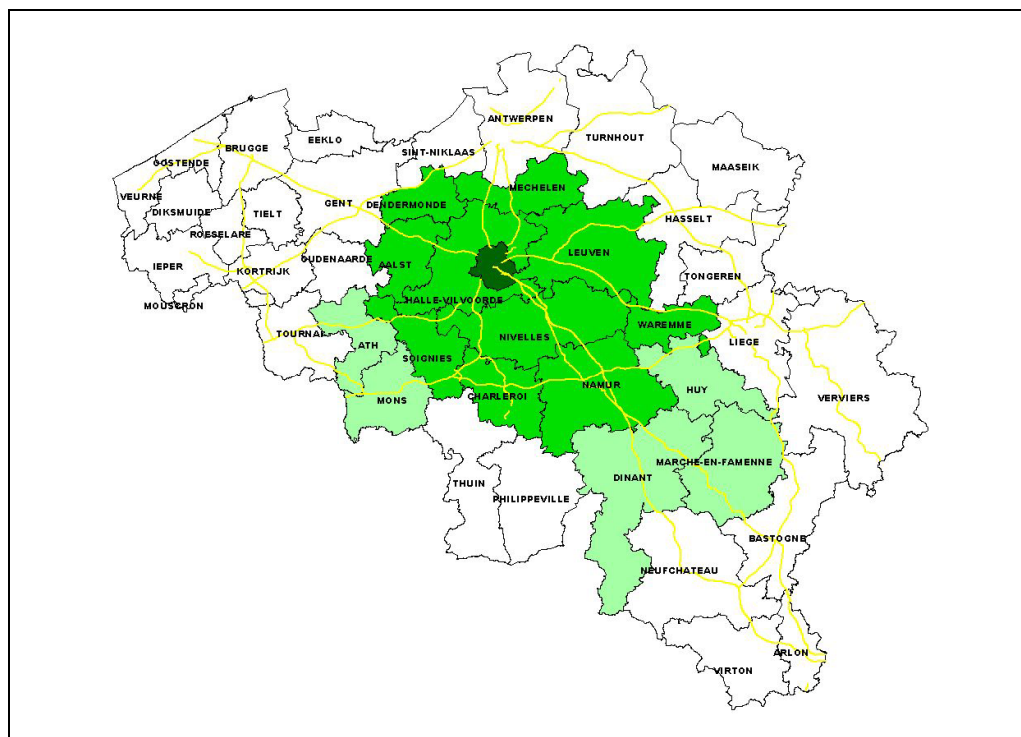 ANTWERPEN
TURNHOUT
EEKLO
BRUGGE
SINT-NIKLAAS
OOSTENDE
MAASEIK
MECHELEN
VEURNE
GENT
DENDERMONDE
DIKSMUIDE
TIELT
HASSELT
ROESELARE
LEUVEN
OUDENAARDE
AALST
IEPER
KORTRIJK
TONGEREN
HALLE-VILVOORDE
MOUSCRON
WAREMME
TOURNAI
NIVELLES
LIEGE
ATH
SOIGNIES
NAMUR
HUY
CHARLEROI
VERVIERS
MONS
MARCHE-EN-FAMENNE
DINANT
THUIN
PHILIPPEVILLE
BASTOGNE
NEUFCHATEAU
ARLON
VIRTON